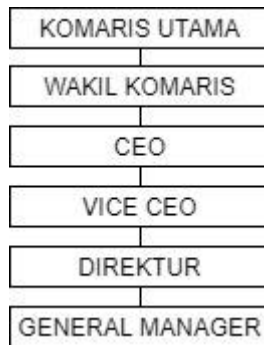 KOMARIS UTAMA
WAKIL KOMARIS
CEO
VICE CEO
DIREKTUR
GENERAL MANAGER